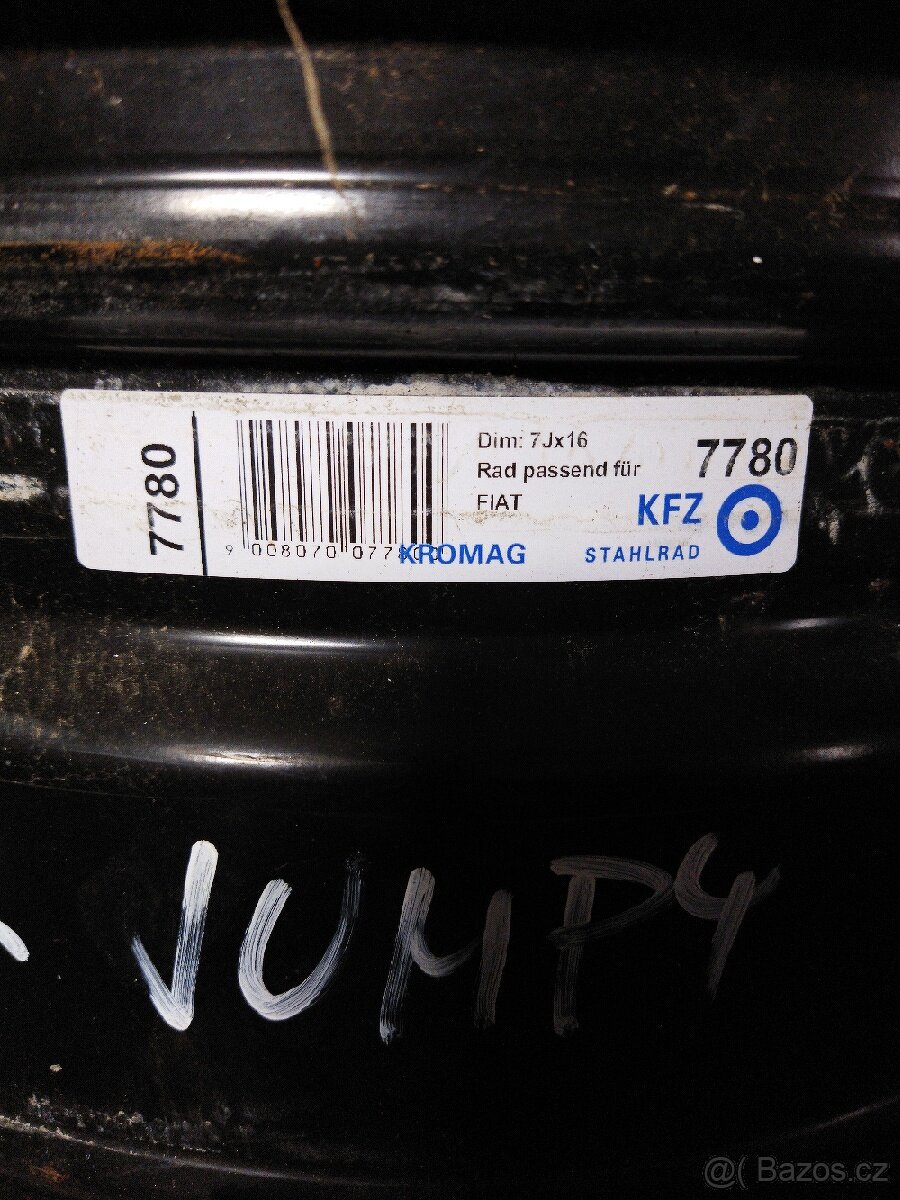 7780
Dim: 7Jx16
Rad passend für
FIAT
7780
KFZ
KROMAG
STAHLRAD
JUMPY
@( Bazos.cz